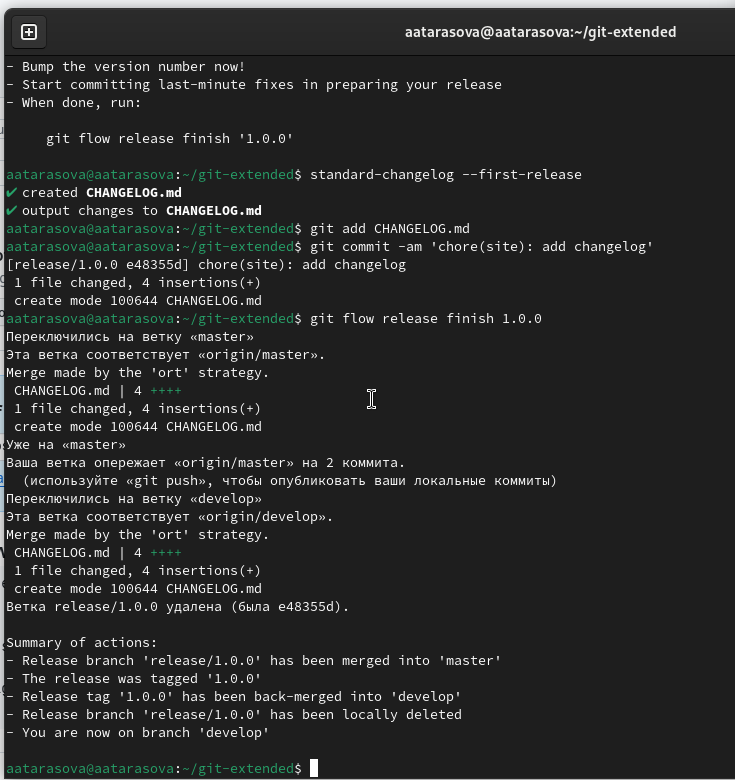 aatarasova@aatarasova:~/git-extended
- Bump the version number now!
- Start committing last-minute fixes in preparing your release
- When done, run:
git flow release finish '1.0.0'
aatarasova@aatarasova:~/git-extended$ standard-changelog --first-release
✔ created CHANGELOG.md
✔ output changes to CHANGELOG.md
aatarasova@aatarasova:~/git-extended$ git add CHANGELOG.md
aatarasova@aatarasova:~/git-extended$ git commit -am 'chore(site): add changelog'
[release/1.0.0 e48355d] chore(site): add changelog
1 file changed, 4 insertions(+)
create mode 100644 CHANGELOG.md
aatarasova@aatarasova:~/git-extended$ git flow release finish 1.0.0
Переключились на ветку «master»
Эта ветка соответствует «origin/master».
Merge made by the 'ort' strategy.
CHANGELOG.md | 4 ++++
1 file changed, 4 insertions(+)
create mode 100644 CHANGELOG.md
Уже на «master»
Ваша ветка опережает «origin/master» на 2 коммита.
(используйте «git push», чтобы опубликовать ваши локальные коммиты)
Переключились на ветку «develop»
Эта ветка соответствует «origin/develop».
Merge made by the 'ort' strategy.
CHANGELOG.md | 4 ++++
1 file changed, 4 insertions(+)
create mode 100644 CHANGELOG.md
Ветка release/1.0.0 удалена (была e48355d).
Summary of actions:
- Release branch 'release/1.0.0' has been merged into 'master'
- The release was tagged '1.0.0'
- Release tag '1.0.0' has been back-merged into 'develop'
- Release branch 'release/1.0.0' has been locally deleted
- You are now on branch 'develop'
aatarasova@aatarasova:~/git-extended$